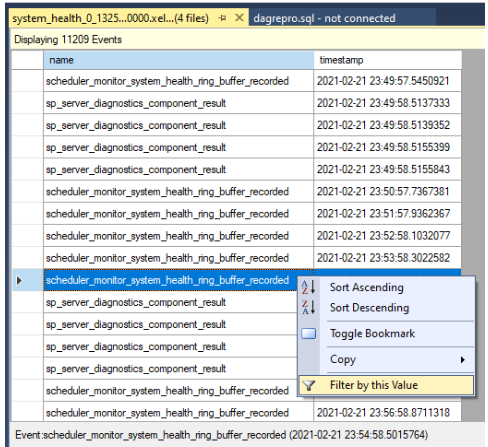 system_health_0_1325...0000.xel...(4 files)
dagrepro.sql - not connected
Displaying 11209 Events
name timestamp
scheduler_monitor_system_health_ring_buffer_recorded 2021-02-21 23:49:57.5450921
sp_server_diagnostics_component_result 2021-02-21 23:49:58.5137333
sp_server_diagnostics_component_result 2021-02-21 23:49:58.5139352
sp_server_diagnostics_component_result 2021-02-21 23:49:58.5155399
sp_server_diagnostics_component_result 2021-02-21 23:49:58.5155843
scheduler_monitor_system_health_ring_buffer_recorded 2021-02-21 23:50:57.7367381
scheduler_monitor_system_health_ring_buffer_recorded 2021-02-21 23:51:57.9362367
scheduler_monitor_system_health_ring_buffer_recorded 2021-02-21 23:52:58.1032077
scheduler_monitor_system_health_ring_buffer_recorded 2021-02-21 23:53:58.3022582
scheduler_monitor_system_health_ring_buffer_recorded
sp_server_diagnostics_component_result
sp_server_diagnostics_component_result
sp_server_diagnostics_component_result
sp_server_diagnostics_component_result
scheduler_monitor_system_health_ring_buffer_recorded
scheduler_monitor_system_health_ring_buffer_recorded 2021-02-21 23:56:58.8711318
Sort Ascending
Sort Descending
Toggle Bookmark
Copy
Filter by this Value
Event:scheduler_monitor_system_health_ring_buffer_recorded (2021-02-21 23:54:58.5015764)